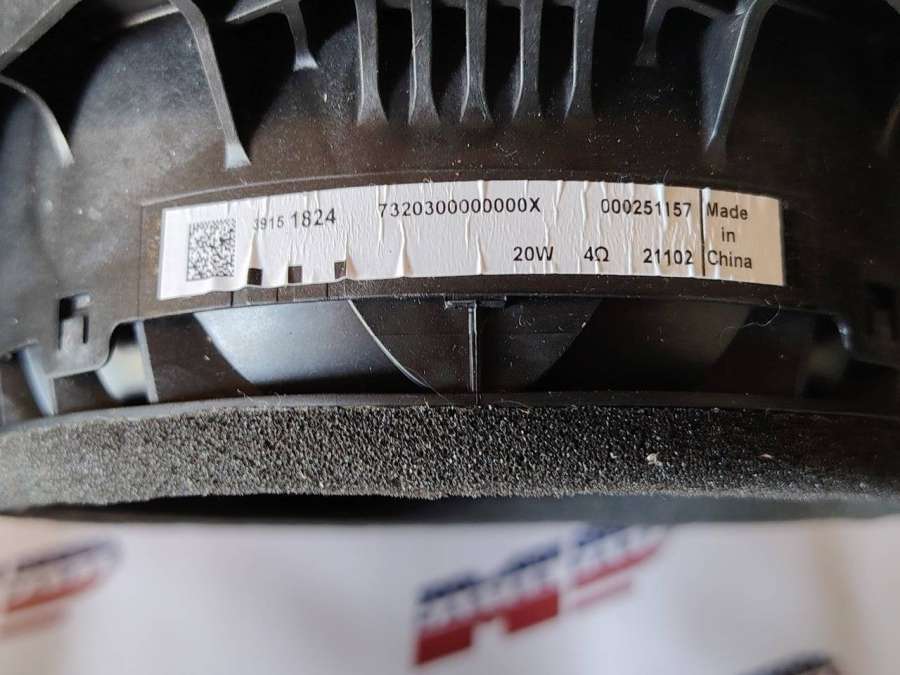 3915 1824 7320300000000X 000251157 Made
in
20W 4Ω 21102 China